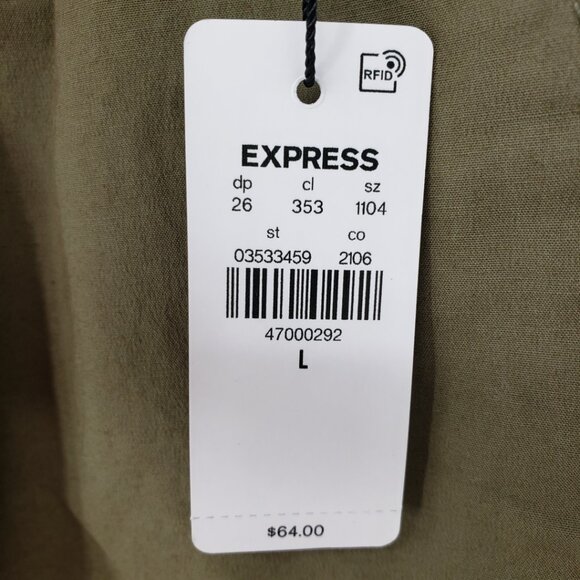 RFID
EXPRESS
dp cl sz
26 353 1104
st co
03533459 2106
47000292
L
$64.00